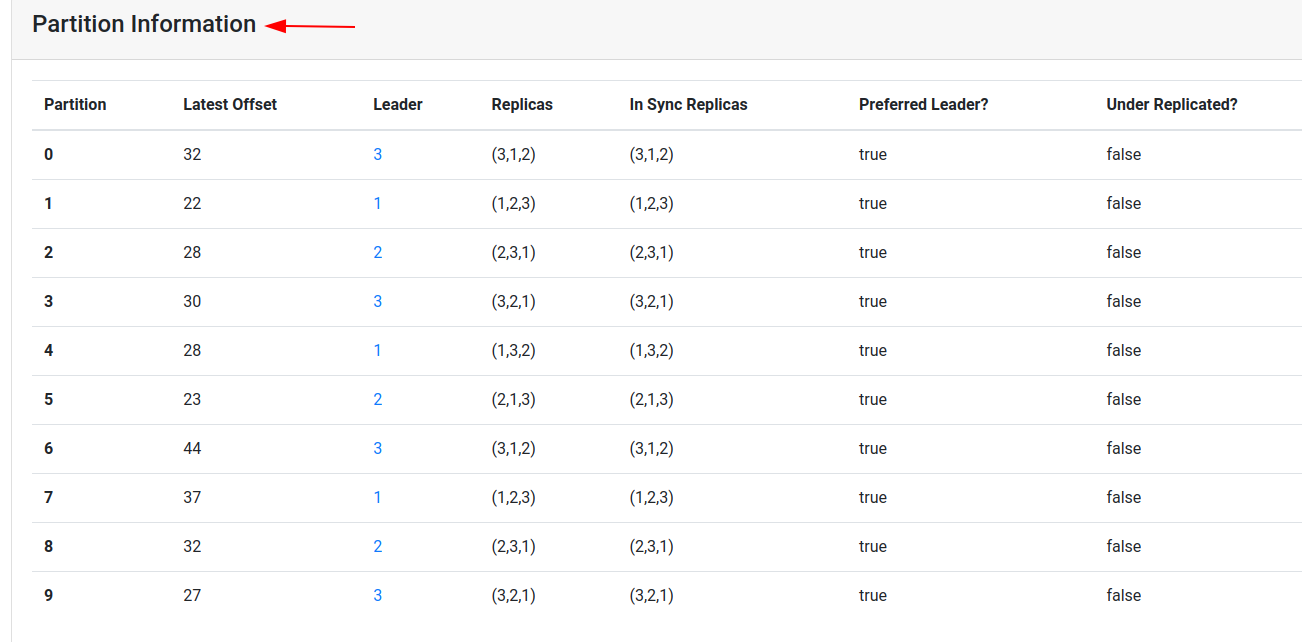 Partition Information
Partition Latest Offset Leader Replicas In Sync Replicas Preferred Leader? Under Replicated?
0 32 3 (3,1,2) (3,1,2) true false
1 22 1 (1,2,3) (1,2,3) true false
2 28 2 (2,3,1) (2,3,1) true false
3 30 3 (3,2,1) (3,2,1) true false
4 28 1 (1,3,2) (1,3,2) true false
5 23 2 (2,1,3) (2,1,3) true false
6 44 3 (3,1,2) (3,1,2) true false
7 37 1 (1,2,3) (1,2,3) true false
8 32 2 (2,3,1) (2,3,1) true false
9 27 3 (3,2,1) (3,2,1) true false